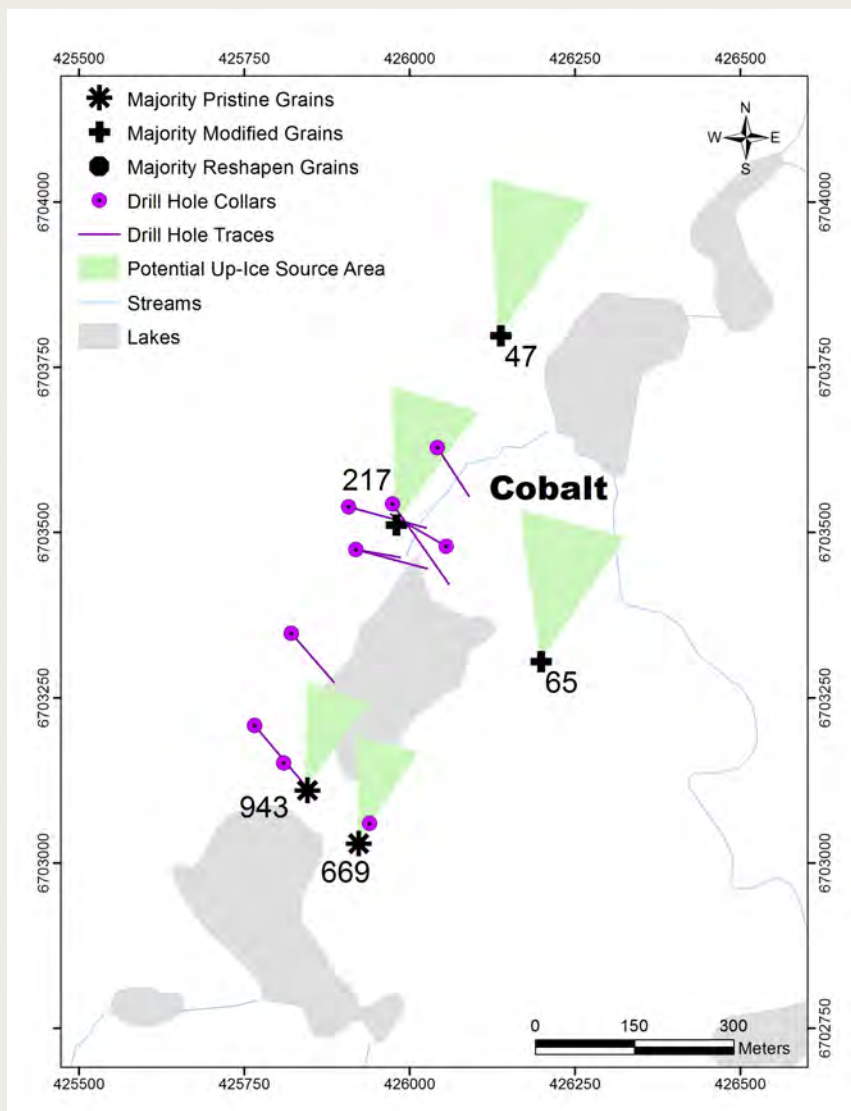 425500 425750 426000 426250 426500
Majority Pristine Grains
Majority Modified Grains
Majority Reshapen Grains
Drill Hole Collars
Drill Hole Traces
Potential Up-Ice Source Area
Streams
Lakes
N
W E
S
6704000 6704000
47
6703750 6703750
217
Cobalt
6703500 6703500
65
6703250 6703250
943
669
6703000 6703000
6702750 6702750
0 150 300
Meters
425500 425750 426000 426250 426500